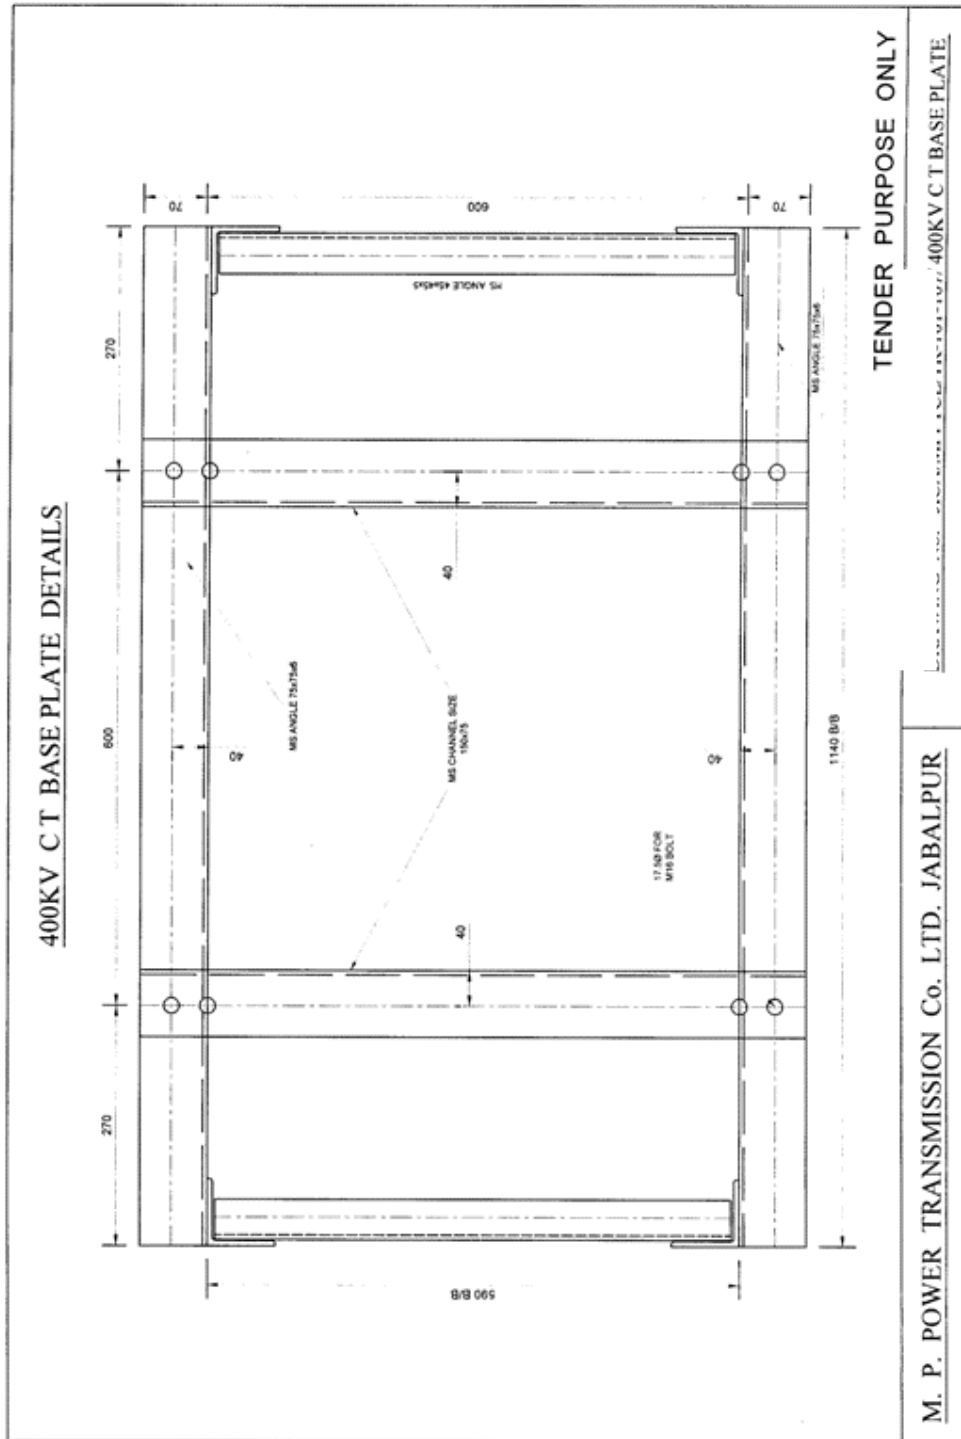 400KV C T BASE PLATE DETAILS
270
600
270
70
600
70
MS ANGLE 45x45x5
MS ANGLE 75x75x6
40
MS CHANNEL SIZE
150x75
40
40
40
17.5Ø FOR
M16 BOLT
MS ANGLE 75x75x6
590 B/B
1140 B/B
TENDER PURPOSE ONLY
M. P. POWER TRANSMISSION Co. LTD. JABALPUR
400KV C T BASE PLATE